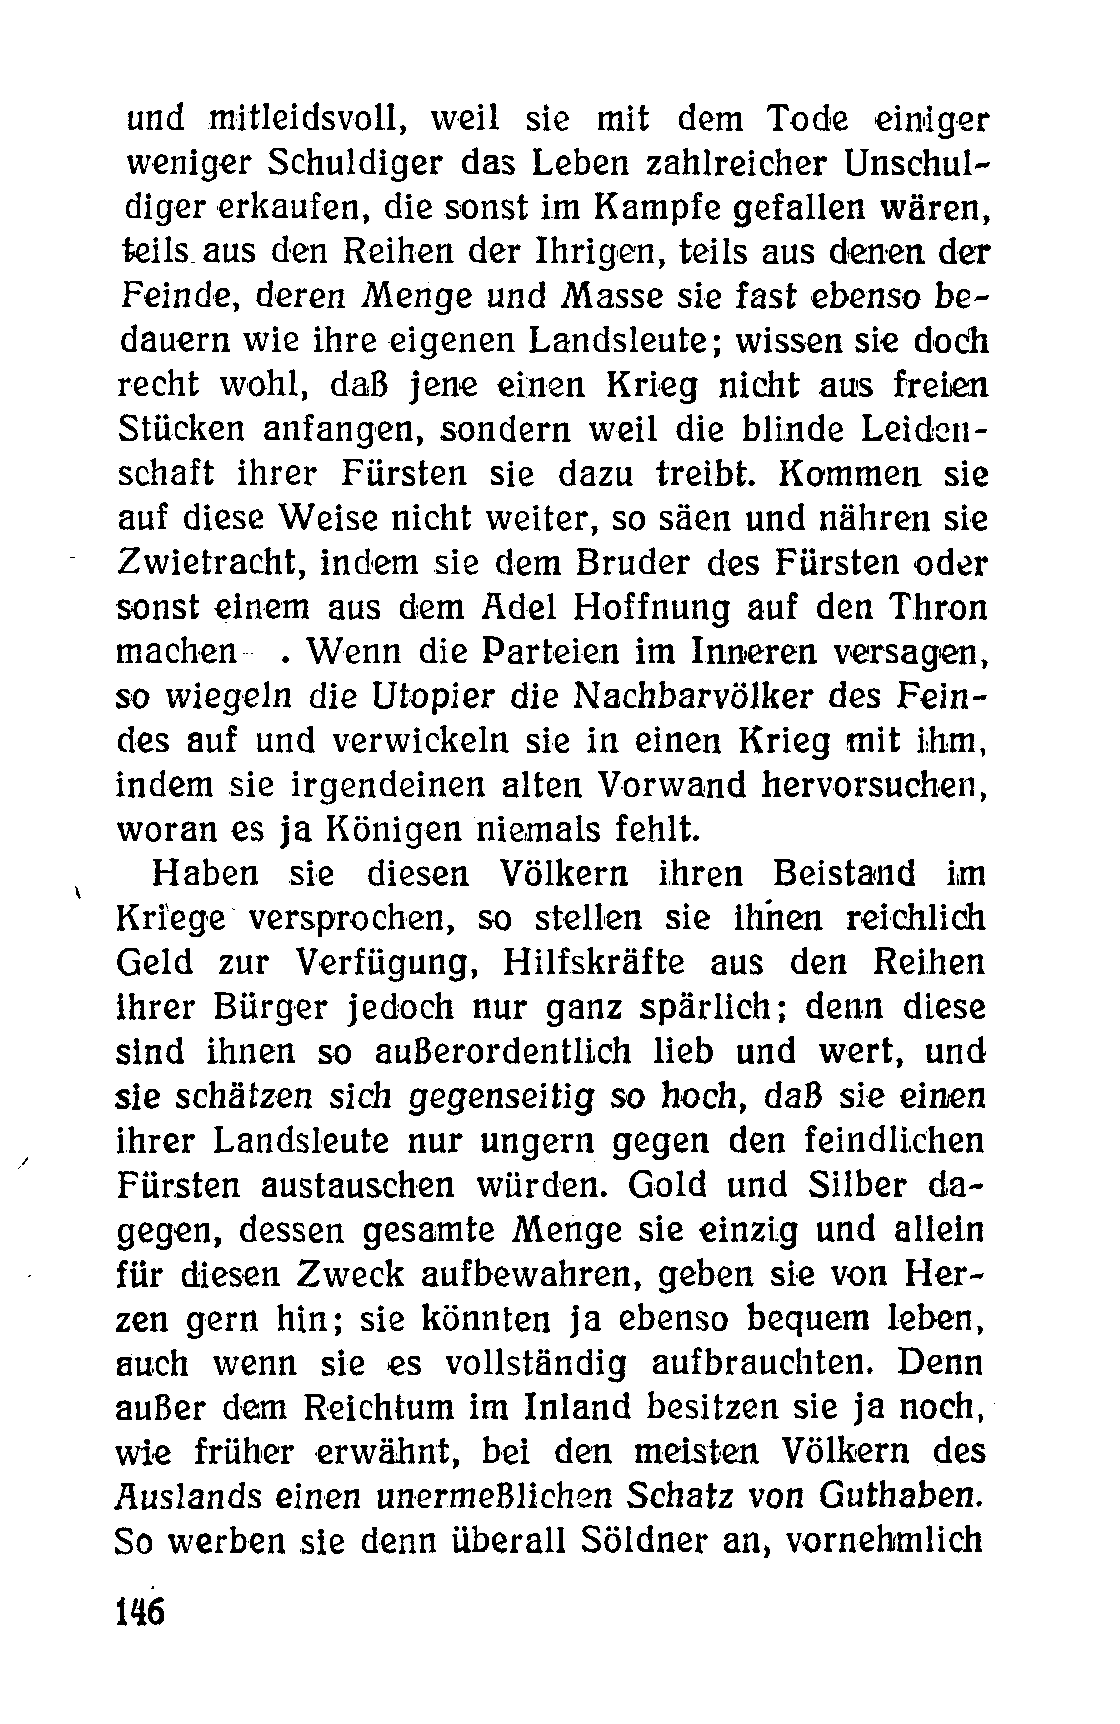 und mitleidsvoll, weil sie mit dem Tode einiger
weniger Schuldiger das Leben zahlreicher Unschul-
diger erkaufen, die sonst im Kampfe gefallen wären,
teils aus den Reihen der Ihrigen, teils aus denen der
Feinde, deren Menge und Masse sie fast ebenso be-
dauern wie ihre eigenen Landsleute; wissen sie doch
recht wohl, daß jene einen Krieg nicht aus freien
Stücken anfangen, sondern weil die blinde Leiden-
schaft ihrer Fürsten sie dazu treibt. Kommen sie
auf diese Weise nicht weiter, so säen und nähren sie
Zwietracht, indem sie dem Bruder des Fürsten oder
sonst einem aus dem Adel Hoffnung auf den Thron
machen . Wenn die Parteien im Inneren versagen,
so wiegeln die Utopier die Nachbarvölker des Fein-
des auf und verwickeln sie in einen Krieg mit ihm,
indem sie irgendeinen alten Vorwand hervorsuchen,
woran es ja Königen niemals fehlt.
Haben sie diesen Völkern ihren Beistand im
Kriege versprochen, so stellen sie ihnen reichlich
Geld zur Verfügung, Hilfskräfte aus den Reihen
ihrer Bürger jedoch nur ganz spärlich; denn diese
sind ihnen so außerordentlich lieb und wert, und
sie schätzen sich gegenseitig so hoch, daß sie einen
ihrer Landsleute nur ungern gegen den feindlichen
Fürsten austauschen würden. Gold und Silber da-
gegen, dessen gesamte Menge sie einzig und allein
für diesen Zweck aufbewahren, geben sie von Her-
zen gern hin; sie könnten ja ebenso bequem leben,
auch wenn sie es vollständig aufbrauchten. Denn
außer dem Reichtum im Inland besitzen sie ja noch,
wie früher erwähnt, bei den meisten Völkern des
Auslands einen unermeßlichen Schatz von Guthaben.
So werben sie denn überall Söldner an, vornehmlich
146